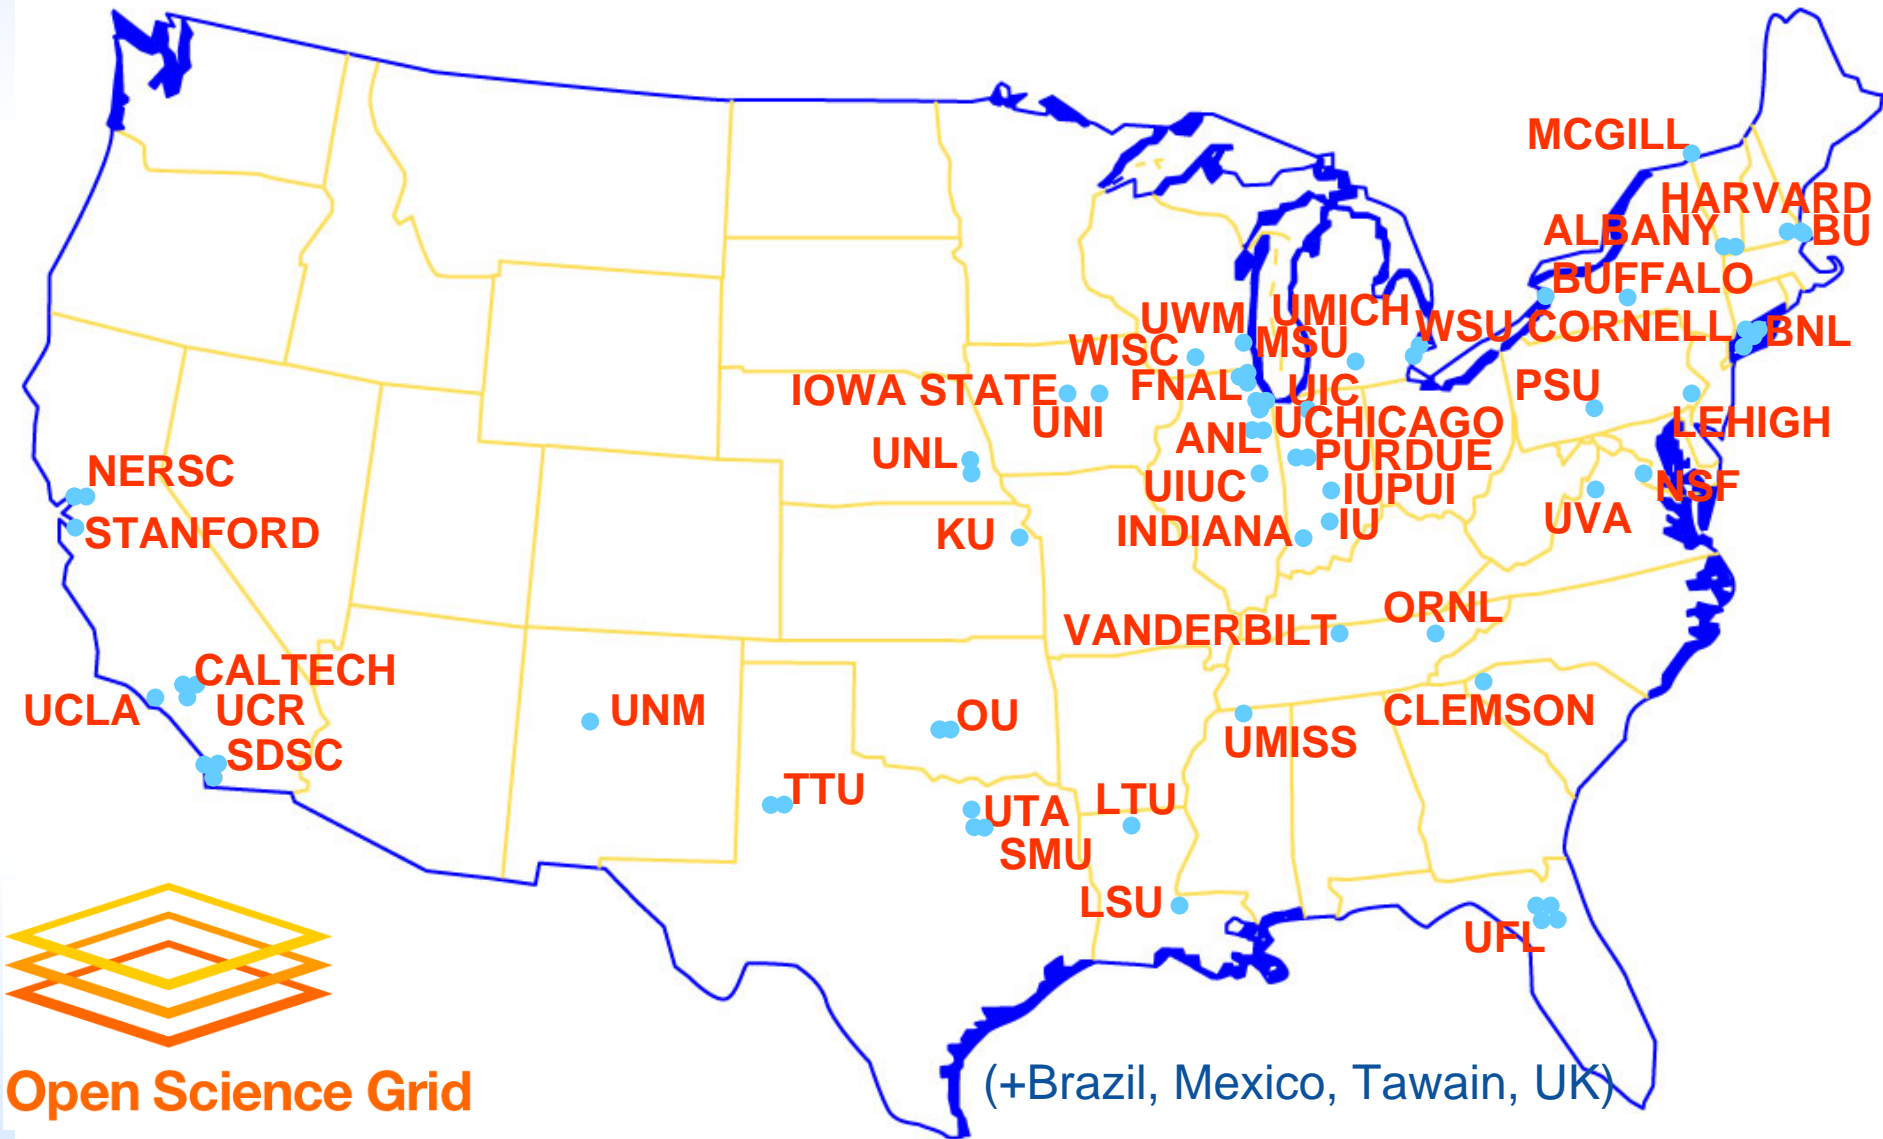 MCGILL
HARVARD
ALBANY
BU
BUFFALO
UWM
UMICH
WSU
CORNELL
BNL
WISC
MSU
IOWA STATE
FNAL
UIC
PSU
UNI
UCHICAGO
LEHIGH
ANL
UNL
PURDUE
NERSC
UIUC
IUPUI
NSF
STANFORD
KU
INDIANA
IU
UVA
VANDERBILT
ORNL
CALTECH
UCLA
UCR
UNM
OU
CLEMSON
SDSC
UMISS
TTU
UTA
LTU
SMU
LSU
UFL
Open Science Grid
(+Brazil, Mexico, Tawain, UK)